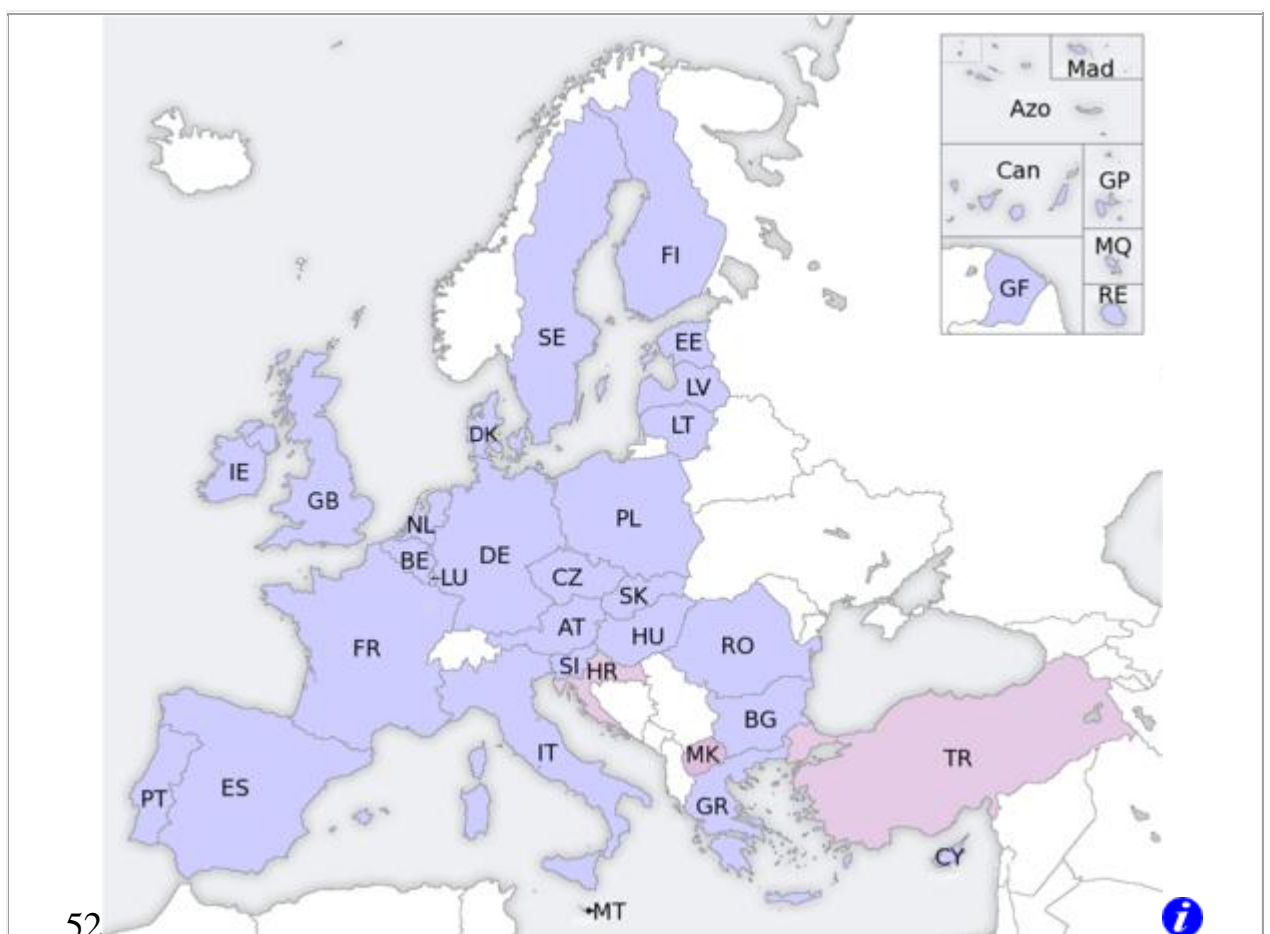 Mad
Azo
Can
GP
MQ
GF
RE
FI
SE
EE
LV
LT
DK
IE
GB
NL
PL
BE
DE
LU
CZ
SK
AT
HU
FR
RO
SI
HR
BG
IT
MK
TR
PT
ES
GR
CY
MT
52
i